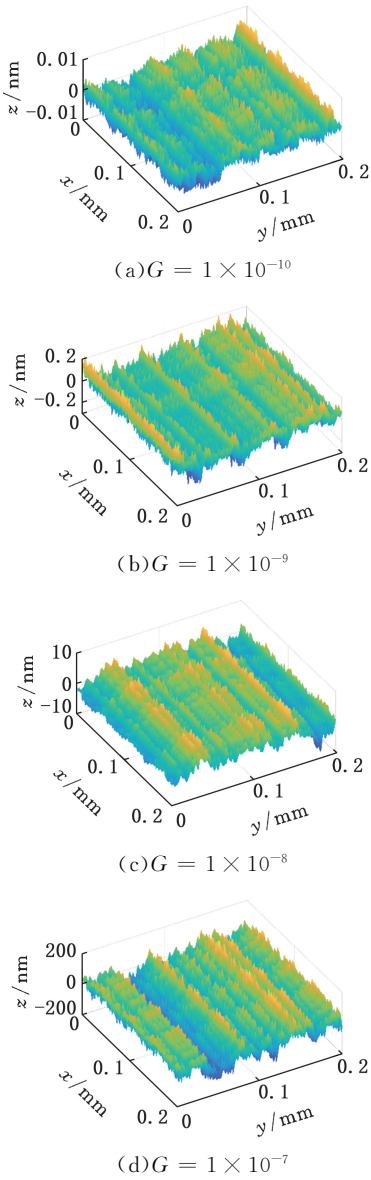 0.01
0
−0.01
z/nm
0
0.1
0.2
x/mm
0
0.1
0.2
y/mm
(a)G = 1×10⁻¹⁰
0.2
0
−0.2
z/nm
0
0.1
0.2
x/mm
0
0.1
0.2
y/mm
(b)G = 1×10⁻⁹
10
0
−10
z/nm
0
0.1
0.2
x/mm
0
0.1
0.2
y/mm
(c)G = 1×10⁻⁸
200
0
−200
z/nm
0
0.1
0.2
x/mm
0
0.1
0.2
y/mm
(d)G = 1×10⁻⁷